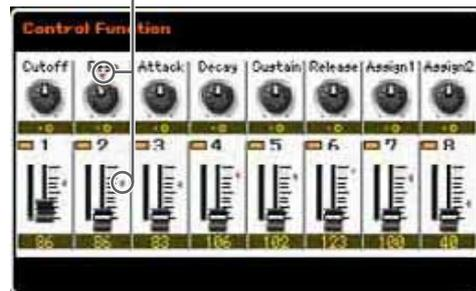 Control Function
Cutoff Attack Decay Sustain Release Assign1 Assign2
+0 +0 +0 +0 +0 +0 +0 +0
1 2 3 4 5 6 7 8
86 86 83 106 102 123 100 40